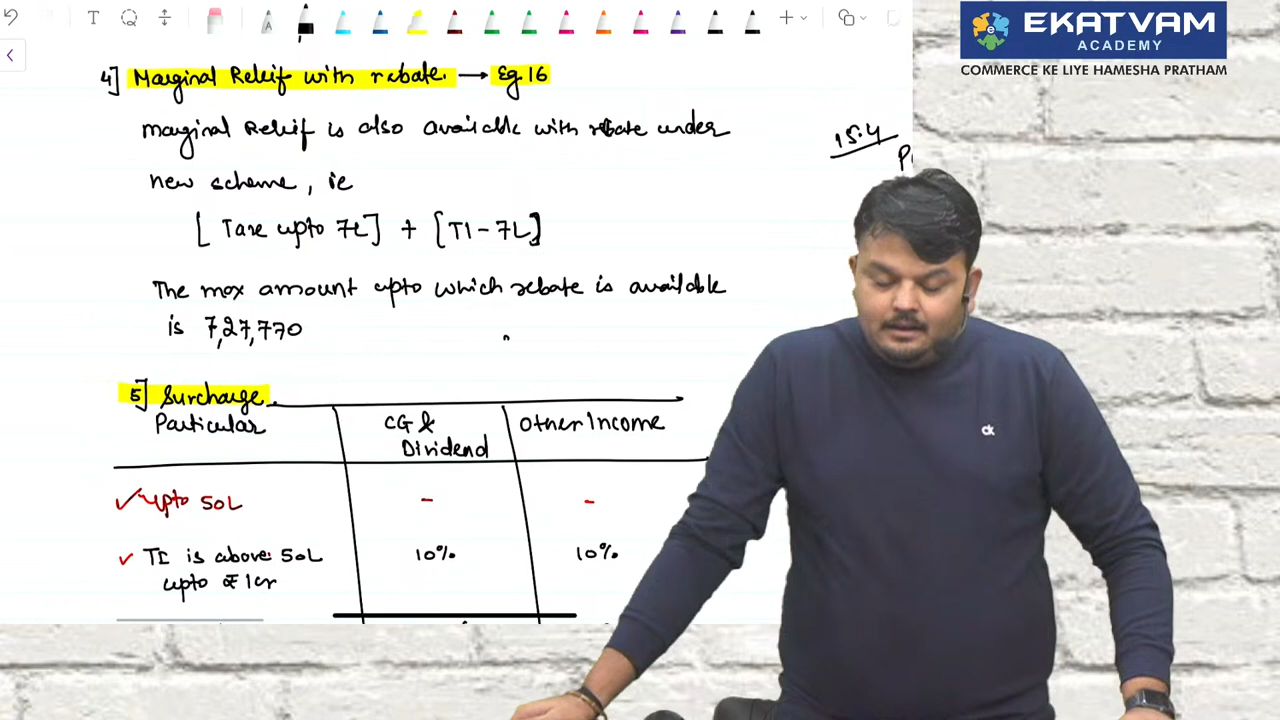 EKATVAM
ACADEMY
COMMERCE KE LIYE HAMESHA PRATHAM
4] Marginal Releif with rebate. → Eg.16
marginal Releif is also available with rebate under
new scheme, ie
[Taxe upto 7L] + [TI - 7L]
The max amount upto which rebate is available
is 7,27,770
15.4
5] Surcharge
Particular CG & Dividend Other Income
✓ upto 50L - -
✓ TI is above 50L upto ₹1cr 10% 10%